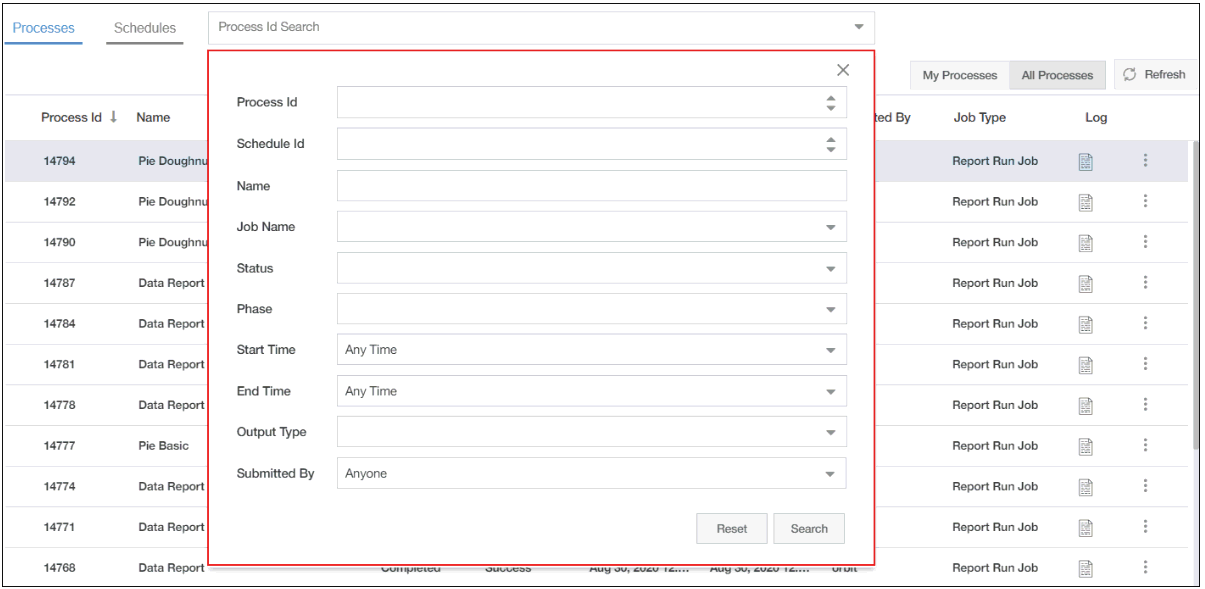 Processes Schedules Process Id Search
My Processes All Processes Refresh
Process Id Name ted By Job Type Log
Process Id
Schedule Id
Name
Job Name
Status
Phase
Start Time Any Time
End Time Any Time
Output Type
Submitted By Anyone
Reset Search
14794 Pie Doughnu Report Run Job
14792 Pie Doughnu Report Run Job
14790 Pie Doughnu Report Run Job
14787 Data Report Report Run Job
14784 Data Report Report Run Job
14781 Data Report Report Run Job
14778 Data Report Report Run Job
14777 Pie Basic Report Run Job
14774 Data Report Report Run Job
14771 Data Report Report Run Job
14768 Data Report Completed Success Aug 30, 2020 12.... Aug 30, 2020 12.... orbit Report Run Job